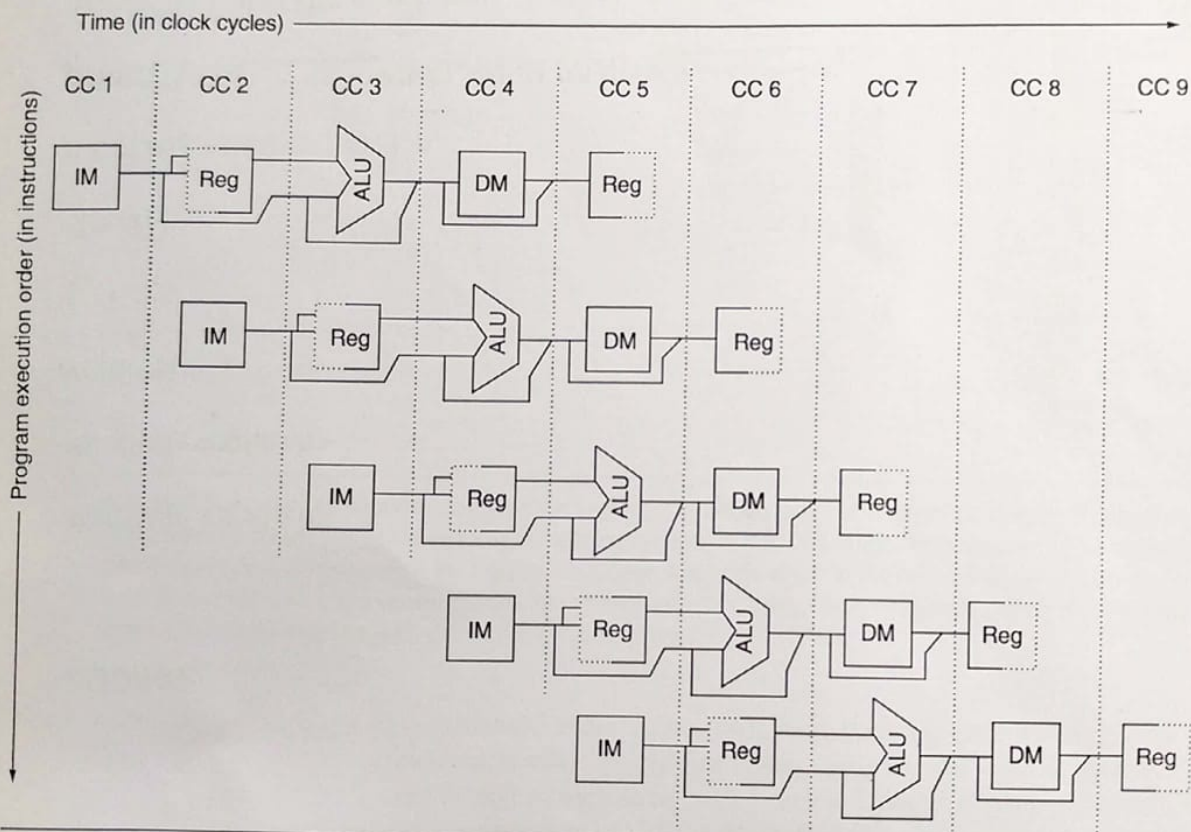 Time (in clock cycles)
CC 1 CC 2 CC 3 CC 4 CC 5 CC 6 CC 7 CC 8 CC 9
Program execution order (in instructions)
IM Reg ALU DM Reg
IM Reg ALU DM Reg
IM Reg ALU DM Reg
IM Reg ALU DM Reg
IM Reg ALU DM Reg